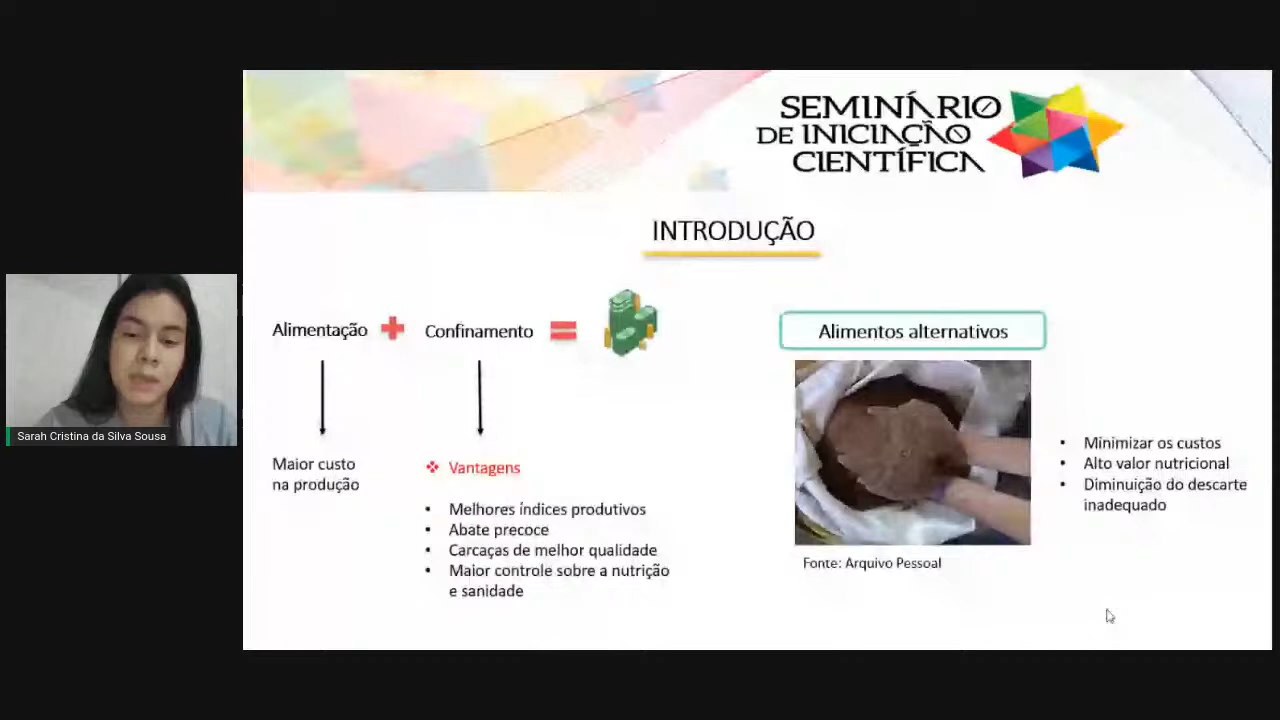 SEMINÁRIO
DE INICIAÇÃO
CIENTÍFICA
INTRODUÇÃO
Alimentação
Confinamento
Alimentos alternativos
Maior custo
na produção
Vantagens
• Melhores índices produtivos
• Abate precoce
• Carcaças de melhor qualidade
• Maior controle sobre a nutrição
e sanidade
Fonte: Arquivo Pessoal
• Minimizar os custos
• Alto valor nutricional
• Diminuição do descarte
inadequado
Sarah Cristina da Silva Sousa